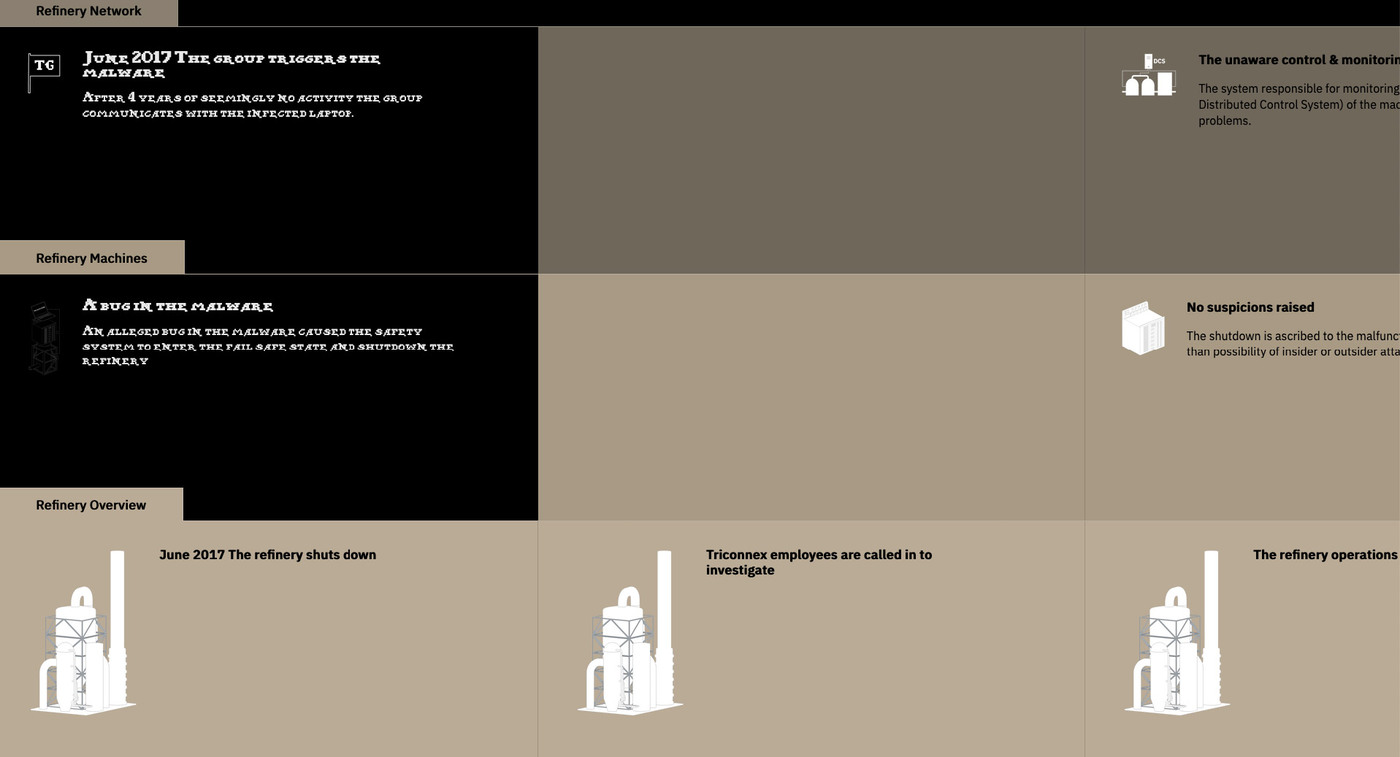 Refinery Network
TG
June 2017 The group triggers the
malware
After 4 years of seemingly no activity the group
communicates with the infected laptop.
DCS
The unaware control & monitorin
The system responsible for monitoring
Distributed Control System) of the mac
problems.
Refinery Machines
A bug in the malware
An alleged bug in the malware caused the safety
system to enter the fail safe state and shutdown the
refinery
No suspicions raised
The shutdown is ascribed to the malfunct
than possibility of insider or outsider atta
Refinery Overview
June 2017 The refinery shuts down
Triconnex employees are called in to
investigate
The refinery operations